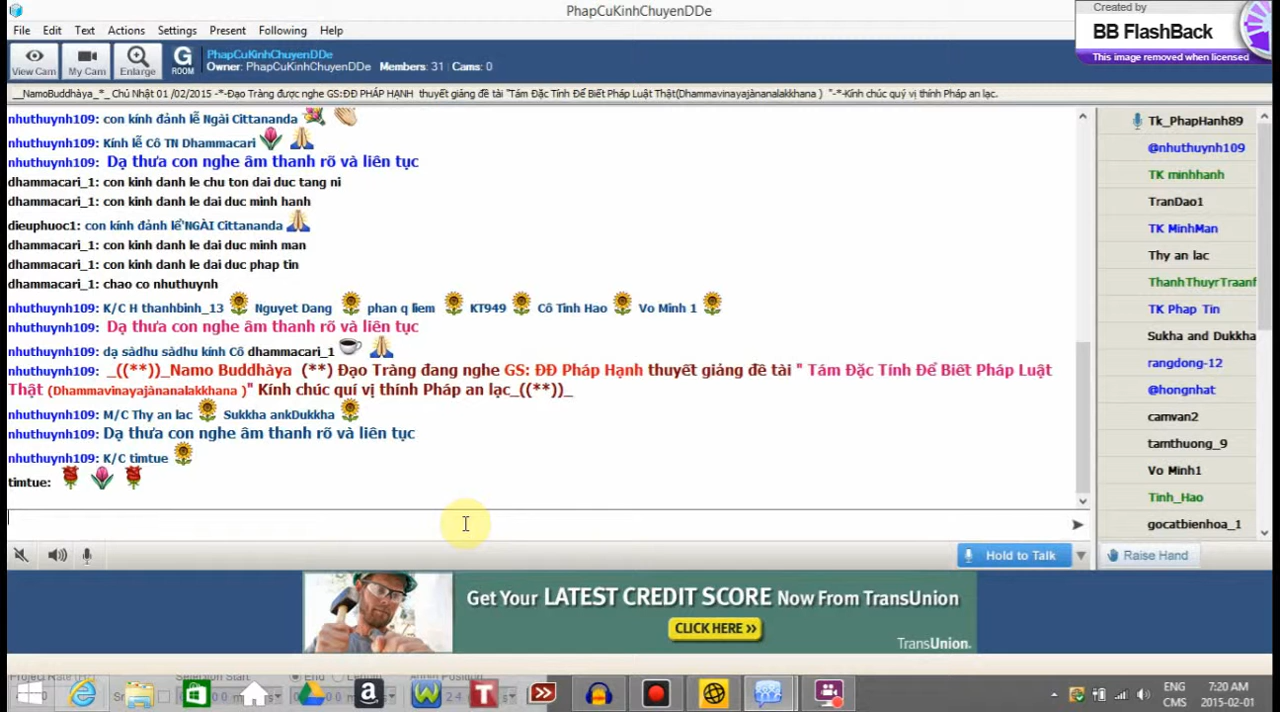 PhapCuKinhChuyenDDe
Created by
BB FlashBack
This image removed when licensed
File Edit Text Actions Settings Present Following Help
View Cam My Cam Enlarge G ROOM
PhapCuKinhChuyenDDe
Owner: PhapCuKinhChuyenDDe Members: 31 Cams: 0
__NamoBuddhàya_*_ Chủ Nhật 01 /02/2015 -*-Đạo Tràng được nghe GS:ĐĐ PHÁP HẠNH thuyết giảng đề tài "Tám Đặc Tính Để Biết Pháp Luật Thật(Dhammavinayajànanalakkhana ) "-*-Kính chúc quý vị thính Pháp an lạc.
nhuthuynh109: con kính đảnh lễ Ngài Cittananda
nhuthuynh109: Kính lễ Cô TN Dhammacari
nhuthuynh109: Dạ thưa con nghe âm thanh rõ và liên tục
dhammacari_1: con kinh danh le chu ton dai duc tang ni
dhammacari_1: con kinh danh le dai duc minh hanh
dieuphuoc1: con kính đảnh lể'NGÀI Cittananda
dhammacari_1: con kinh danh le dai duc minh man
dhammacari_1: con kinh danh le dai duc phap tin
dhammacari_1: chao co nhuthuynh
nhuthuynh109: K/C H thanhbinh_13 Nguyet Dang phan q liem KT949 Cô Tinh Hao Vo Minh 1
nhuthuynh109: Dạ thưa con nghe âm thanh rõ và liên tục
nhuthuynh109: dạ sàdhu sàdhu kính Cô dhammacari_1
nhuthuynh109: _((**))_Namo Buddhàya (**) Đạo Tràng đang nghe GS: ĐĐ Pháp Hạnh thuyết giảng đề tài " Tám Đặc Tính Để Biết Pháp Luật
Thật (Dhammavinayajànanalakkhana )" Kính chúc quí vị thính Pháp an lạc_((**))_
nhuthuynh109: M/C Thy an lac Sukkha ankDukkha
nhuthuynh109: Dạ thưa con nghe âm thanh rõ và liên tục
nhuthuynh109: K/C timtue
timtue:
Tk_PhapHanh89
@nhuthuynh109
TK minhhanh
TranDao1
TK MinhMan
Thy an lac
ThanhThuyrTraanf
TK Phap Tin
Sukha and Dukkha
rangdong-12
@hongnhat
camvan2
tamthuong_9
Vo Minh1
Tinh_Hao
gocatbienhoa_1
Hold to Talk
Raise Hand
Get Your LATEST CREDIT SCORE Now From TransUnion
CLICK HERE >>
TransUnion.
ENG 7:20 AM
CMS 2015-02-01